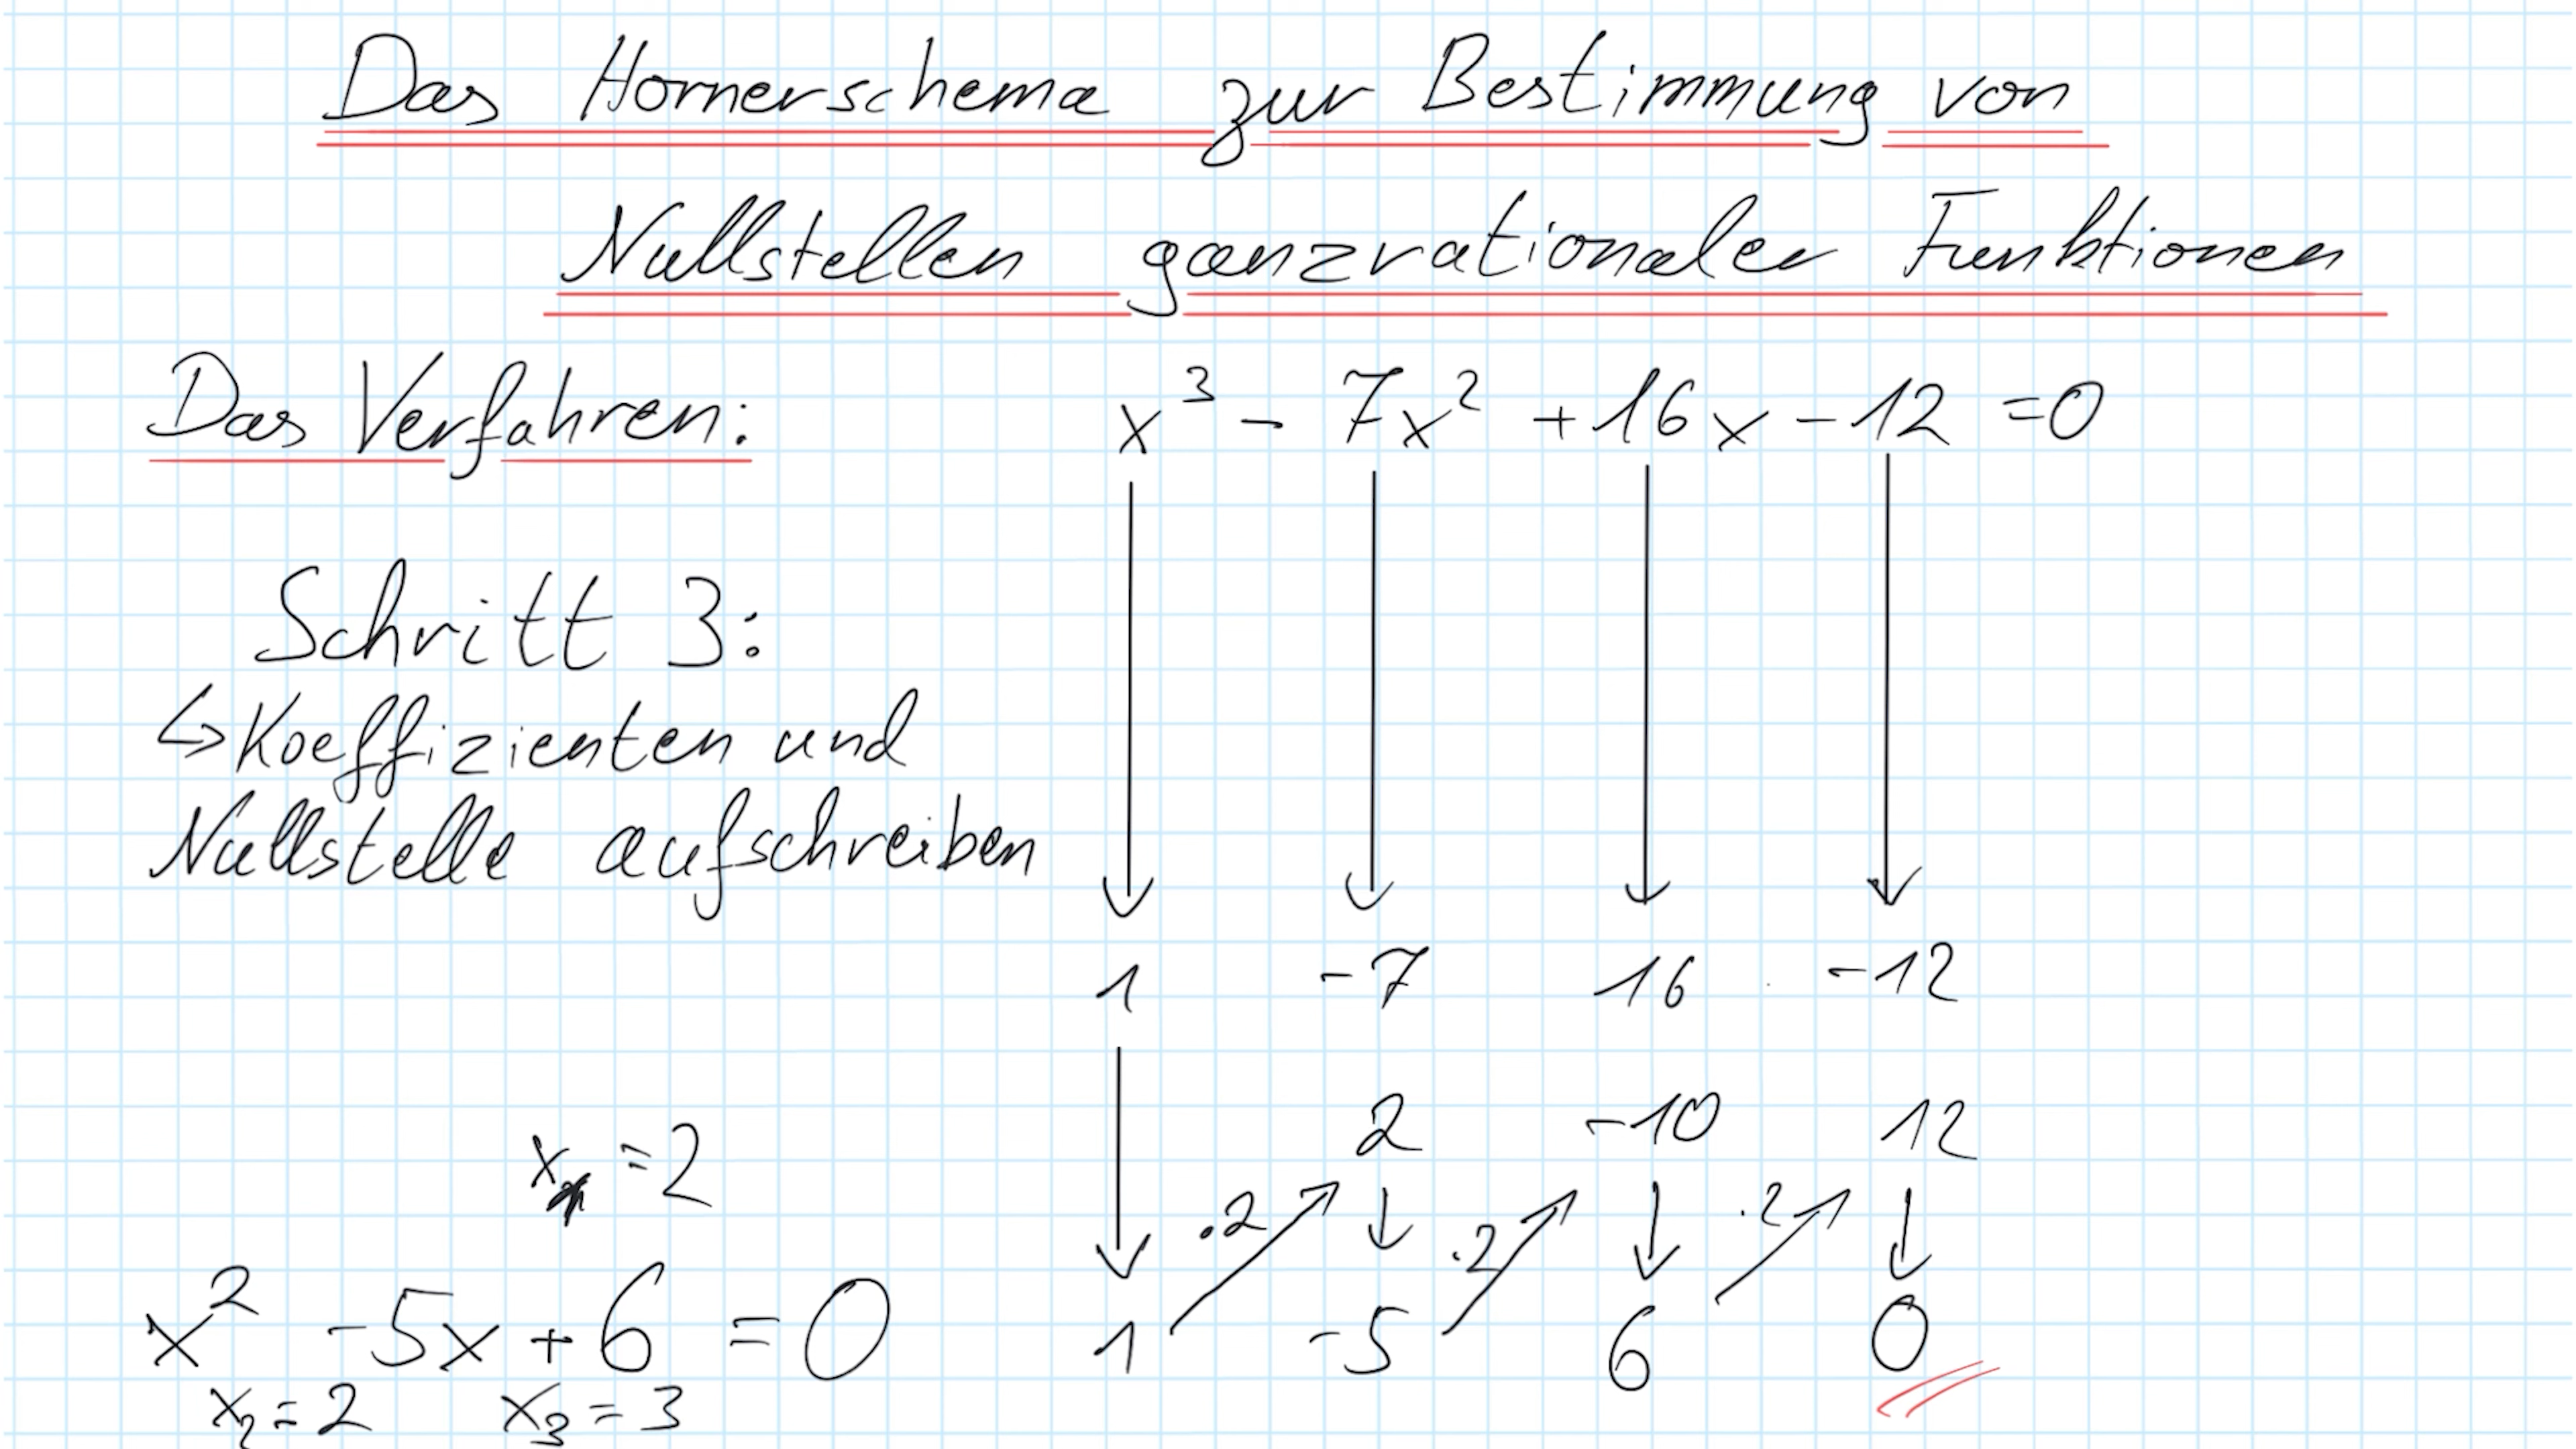 Das Hornerschema zur Bestimmung von
Nullstellen ganzrationaler Funktionen
Das Verfahren: x³ - 7x² + 16x - 12 = 0
Schritt 3:
↳ Koeffizienten und
Nullstelle aufschreiben
1 -7 16 -12
x₁ = 2 2 -10 12
·2 ·2 ·2
x² - 5x + 6 = 0 1 -5 6 0
x₂ = 2 x₃ = 3